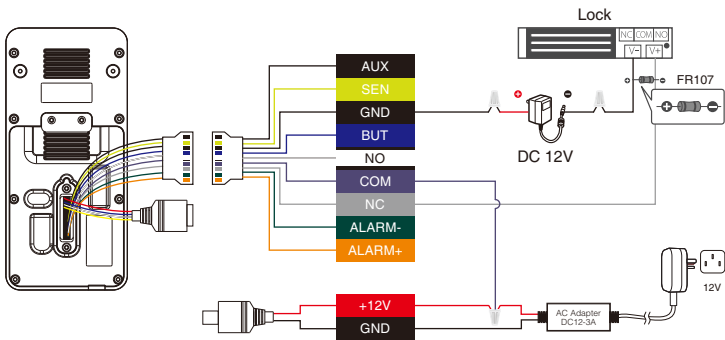 Lock
NC COM NO
V- V+
FR107
AUX
SEN
GND
BUT
NO
COM
NC
ALARM-
ALARM+
DC 12V
+12V
GND
AC Adapter
DC12-3A
12V